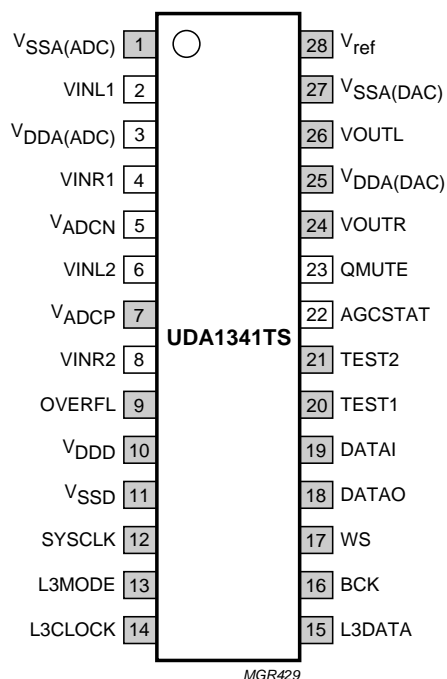 VSSA(ADC) 1
VINL1 2
VDDA(ADC) 3
VINR1 4
VADCN 5
VINL2 6
VADCP 7
VINR2 8
OVERFL 9
VDDD 10
VSSD 11
SYSCLK 12
L3MODE 13
L3CLOCK 14
UDA1341TS
28 Vref
27 VSSA(DAC)
26 VOUTL
25 VDDA(DAC)
24 VOUTR
23 QMUTE
22 AGCSTAT
21 TEST2
20 TEST1
19 DATAI
18 DATAO
17 WS
16 BCK
15 L3DATA
MGR429